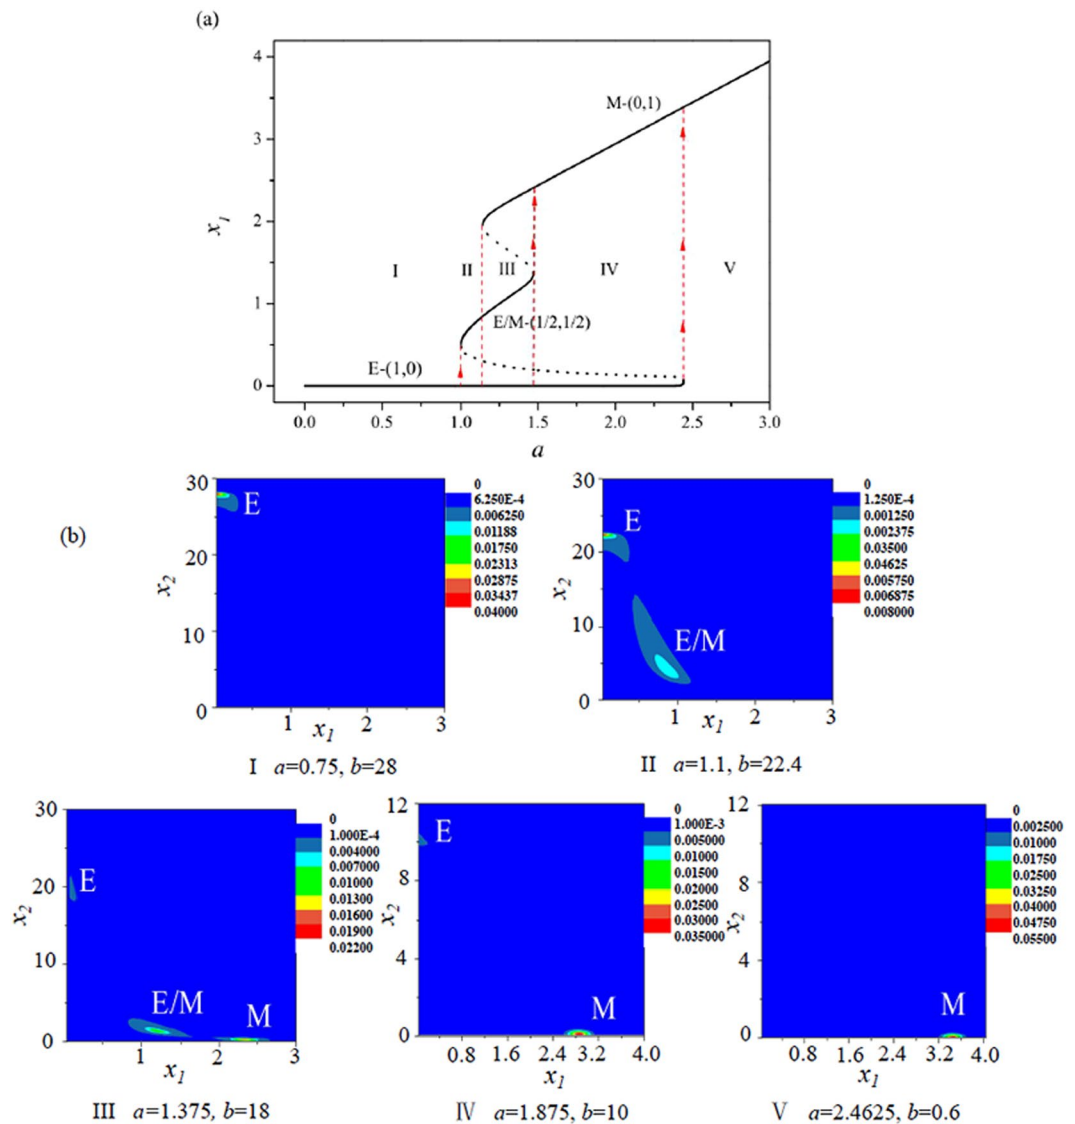 (a)
4
3
2
1
0
x1
M-(0,1)
I
II
III
IV
V
E/M-(1/2,1/2)
E-(1,0)
0.0 0.5 1.0 1.5 2.0 2.5 3.0
a
(b)
30
20
10
0
x2
E
1 2 3
x1
0
6.250E-4
0.006250
0.01188
0.01750
0.02313
0.02875
0.03437
0.04000
I a=0.75, b=28
30
20
10
0
x2
E
E/M
1 2 3
x1
0
1.250E-4
0.001250
0.002375
0.03500
0.04625
0.005750
0.006875
0.008000
II a=1.1, b=22.4
30
20
10
0
x2
E
E/M
M
1 2 3
x1
0
1.000E-4
0.004000
0.007000
0.01000
0.01300
0.01600
0.01900
0.02200
III a=1.375, b=18
12
8
4
0
x2
E
M
0.8 1.6 2.4 3.2 4.0
x1
0
1.000E-3
0.005000
0.01000
0.01500
0.02000
0.02500
0.03000
0.035000
IV a=1.875, b=10
12
8
4
0
x2
M
0.8 1.6 2.4 3.2 4.0
x1
0
0.002500
0.01000
0.01750
0.02500
0.03250
0.04000
0.04750
0.05500
V a=2.4625, b=0.6